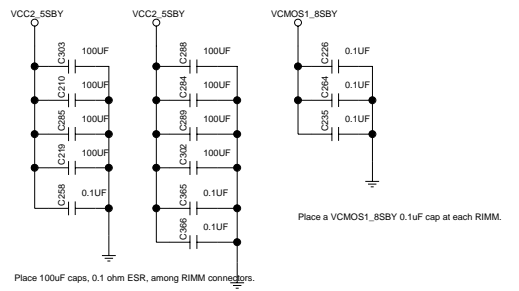 VCC2_5SBY
C303 100UF
C210 100UF
C285 100UF
C219 100UF
C258 0.1UF
VCC2_5SBY
C288 100UF
C284 100UF
C289 100UF
C302 100UF
C365 0.1UF
C366 0.1UF
VCMOS1_8SBY
C226 0.1UF
C264 0.1UF
C235 0.1UF
Place a VCMOS1_8SBY 0.1uF cap at each RIMM.
Place 100uF caps, 0.1 ohm ESR, among RIMM connectors.